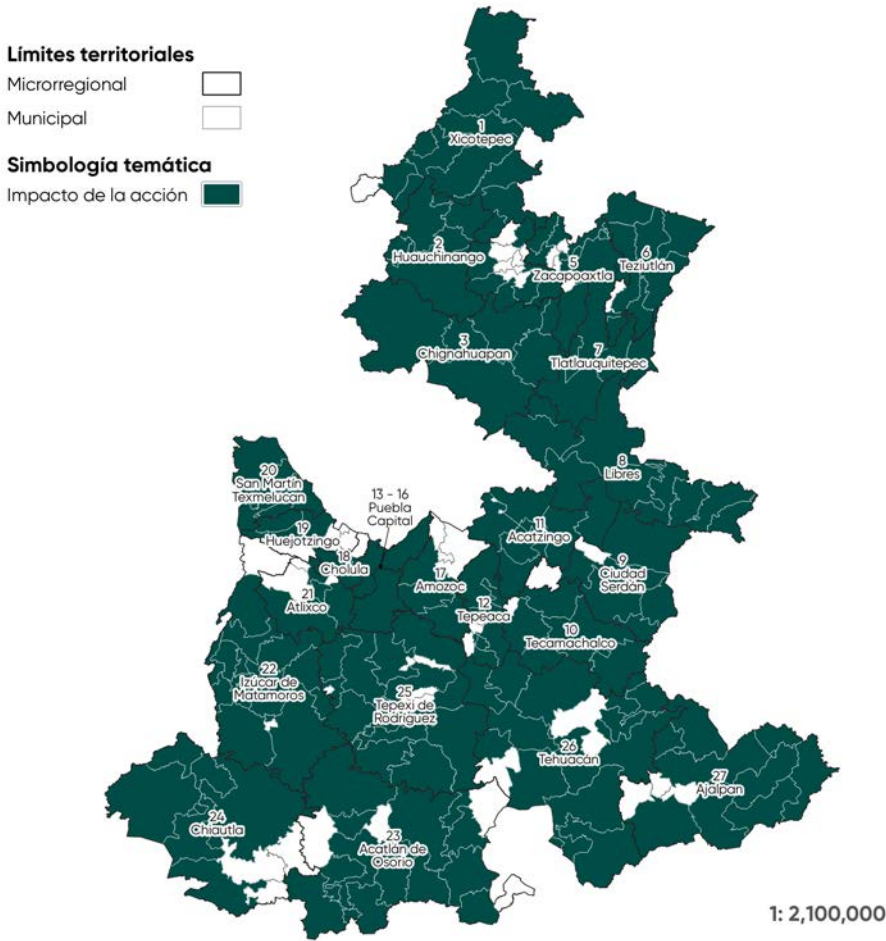 Límites territoriales
Microrregional
Municipal
Simbología temática
Impacto de la acción
1
Xicotepec
2
Huauchinango
5
Zacapoaxtla
6
Teziutlán
3
Chignahuapan
7
Tlatlauquitepec
8
Libres
20
San Martín
Texmelucan
13 - 16
Puebla
Capital
19
Huejotzingo
18
Cholula
11
Acatzingo
9
Ciudad
Serdán
17
Amozoc
21
Atlixco
12
Tepeaca
10
Tecamachalco
22
Izúcar de
Matamoros
25
Tepexi de
Rodríguez
26
Tehuacán
27
Ajalpan
24
Chiautla
23
Acatlán de
Osorio
1: 2,100,000